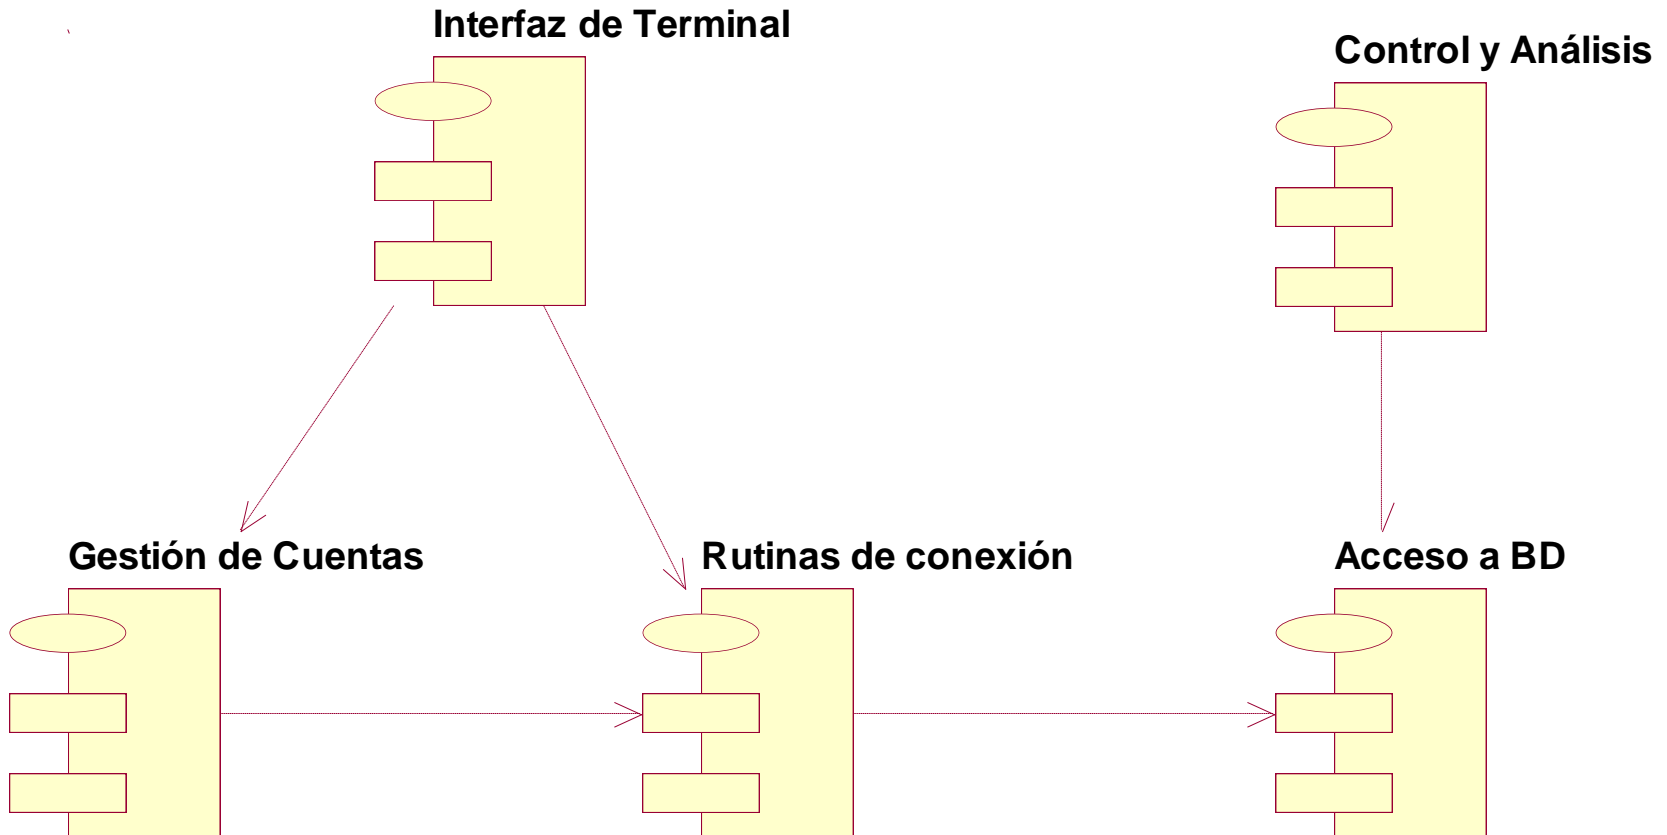 Interfaz de Terminal
Control y Análisis
Gestión de Cuentas
Rutinas de conexión
Acceso a BD